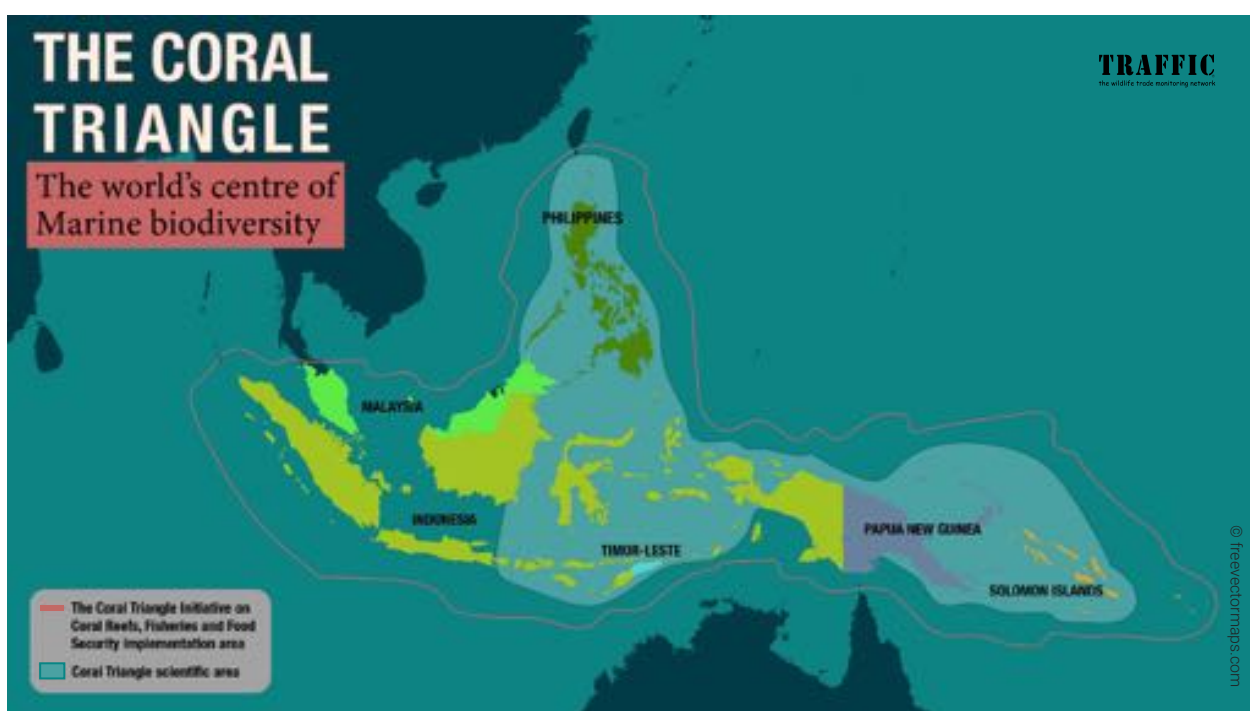 THE CORAL
TRIANGLE
The world's centre of
Marine biodiversity
TRAFFIC
the wildlife trade monitoring network
PHILIPPINES
MALAYSIA
INDONESIA
TIMOR-LESTE
PAPUA NEW GUINEA
SOLOMON ISLANDS
The Coral Triangle Initiative on
Coral Reefs, Fisheries and Food
Security implementation area
Coral Triangle scientific area
© freevectormaps.com